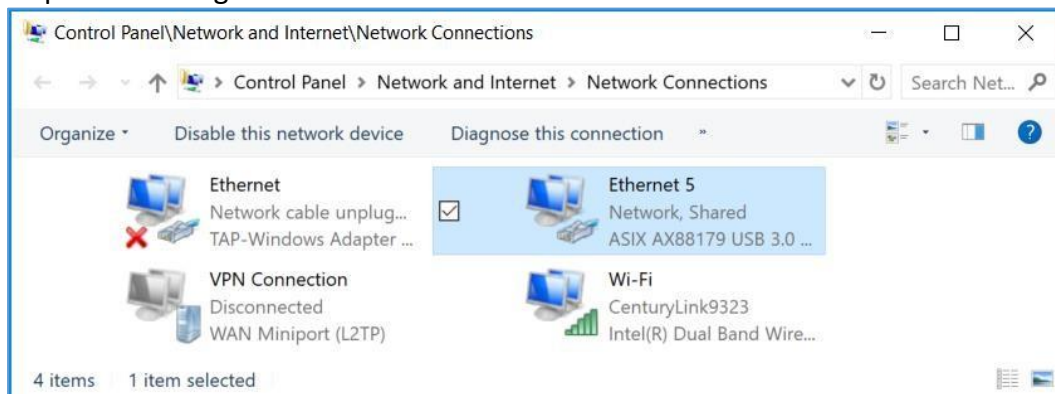 Control Panel\Network and Internet\Network Connections
Control Panel > Network and Internet > Network Connections
Search Net...
Organize
Disable this network device
Diagnose this connection
»
Ethernet
Network cable unplug...
TAP-Windows Adapter ...
Ethernet 5
Network, Shared
ASIX AX88179 USB 3.0 ...
VPN Connection
Disconnected
WAN Miniport (L2TP)
Wi-Fi
CenturyLink9323
Intel(R) Dual Band Wire...
4 items
1 item selected